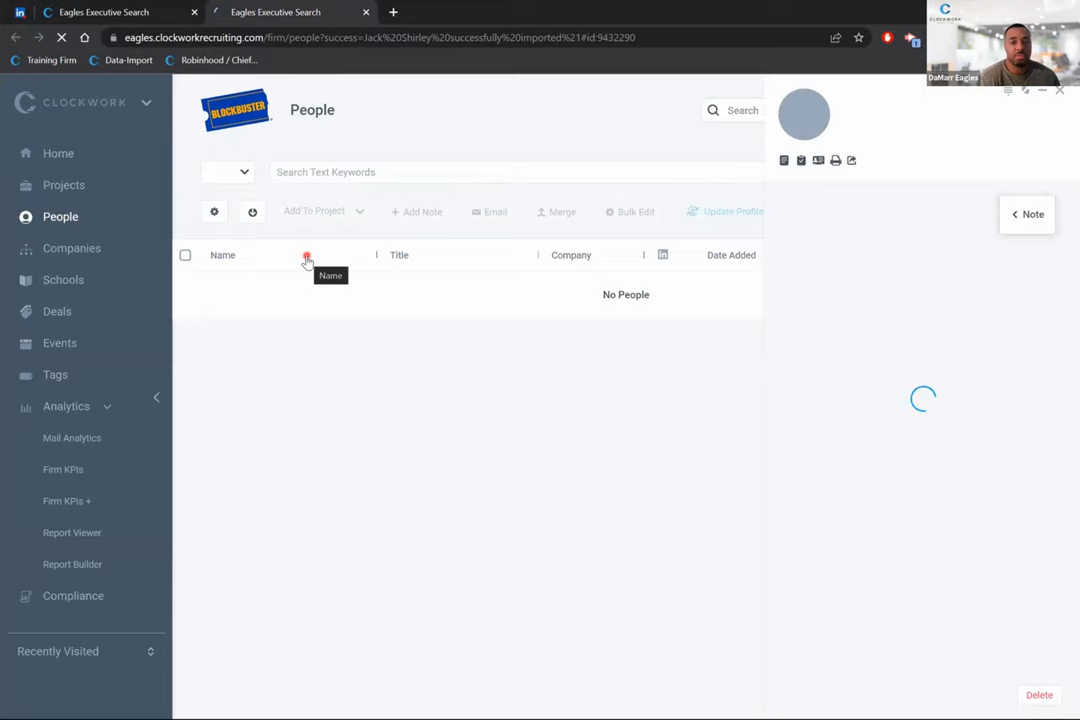 Eagles Executive Search
Eagles Executive Search
eagles.clockworkrecruiting.com/firm/people?success=Jack%20Shirley%20successfully%20imported%21#id:9432290
1
Training Firm
Data-Import
Robinhood / Chief...
CLOCKWORK
DaMarr Eagles
CLOCKWORK
BLOCKBUSTER
People
Search
Home
Projects
People
Companies
Schools
Deals
Events
Tags
Analytics
Mail Analytics
Firm KPIs
Firm KPIs +
Report Viewer
Report Builder
Compliance
Recently Visited
Search Text Keywords
Add To Project
+ Add Note
Email
Merge
Bulk Edit
Update Profile
Name
Title
Company
in
Date Added
Name
No People
Note
Delete